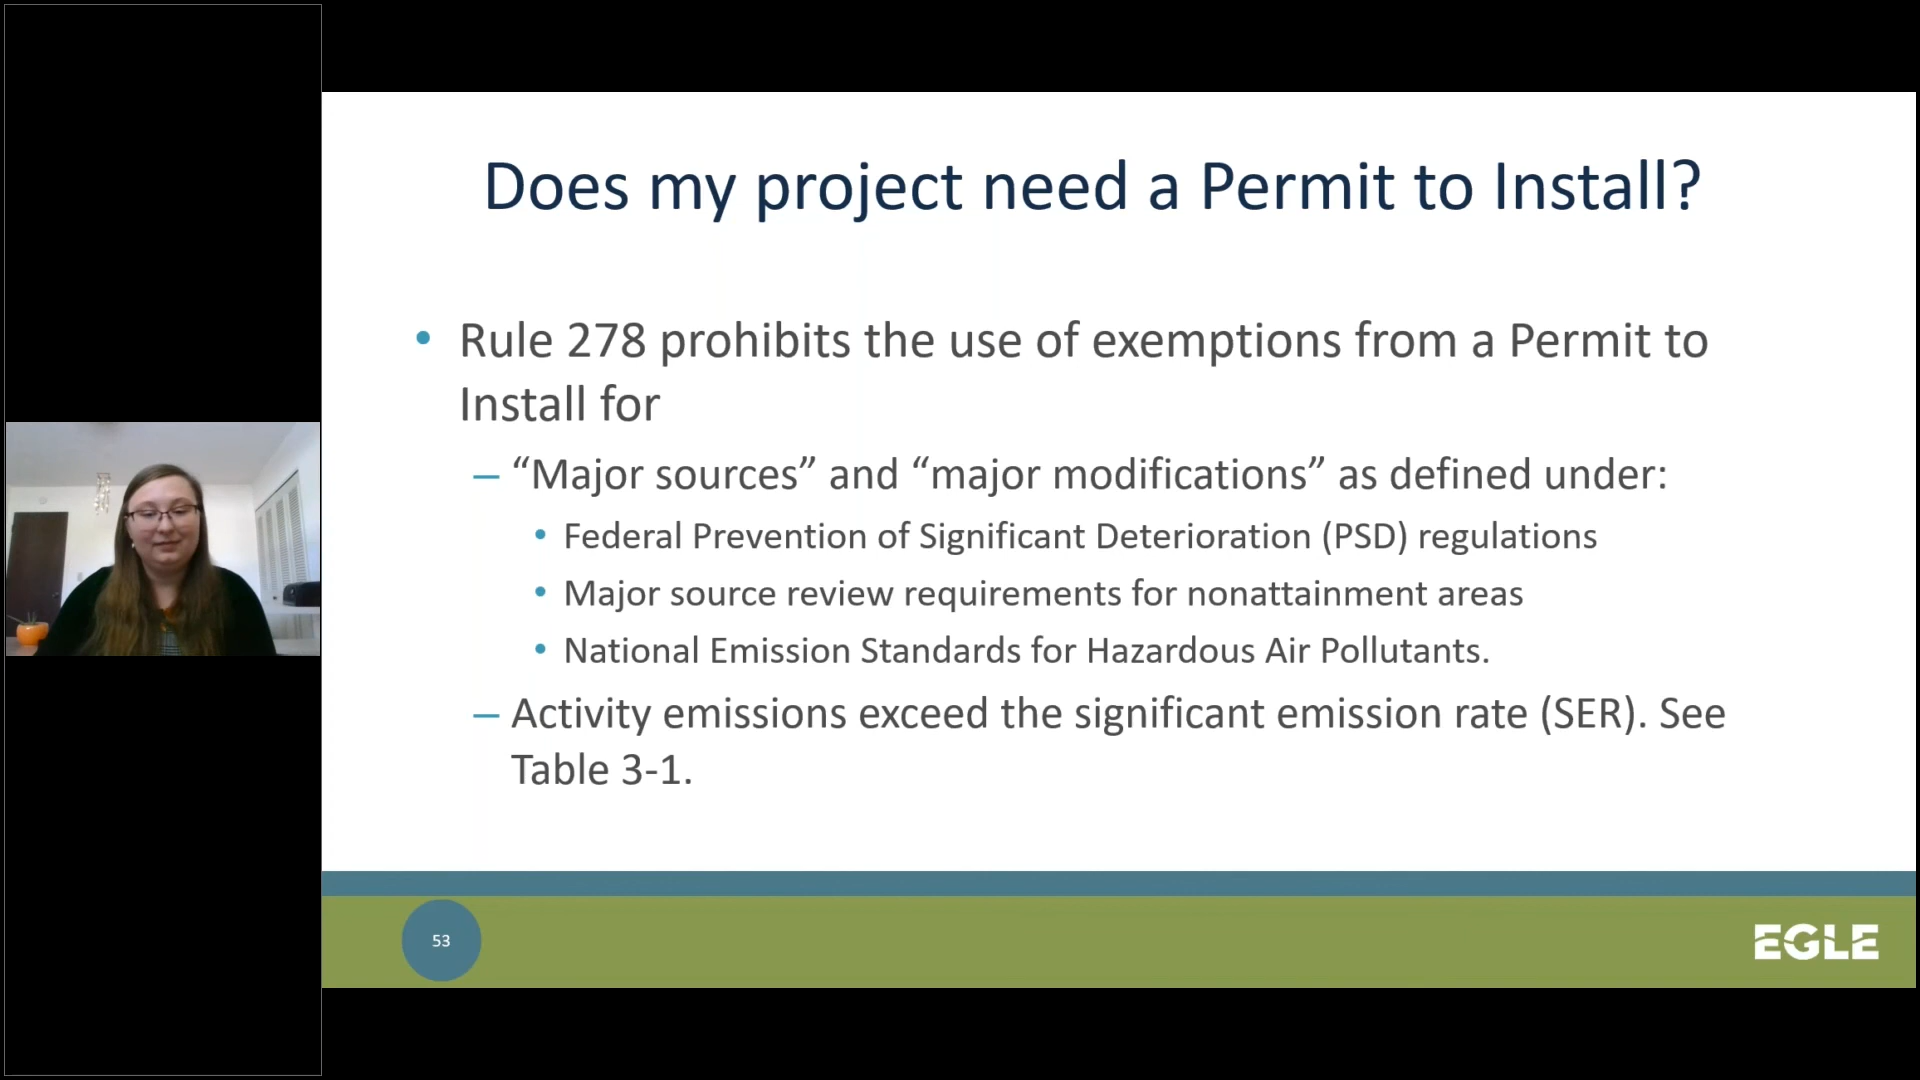 Does my project need a Permit to Install?
• Rule 278 prohibits the use of exemptions from a Permit to
Install for
– “Major sources” and “major modifications” as defined under:
• Federal Prevention of Significant Deterioration (PSD) regulations
• Major source review requirements for nonattainment areas
• National Emission Standards for Hazardous Air Pollutants.
– Activity emissions exceed the significant emission rate (SER). See
Table 3-1.
53
EGLE